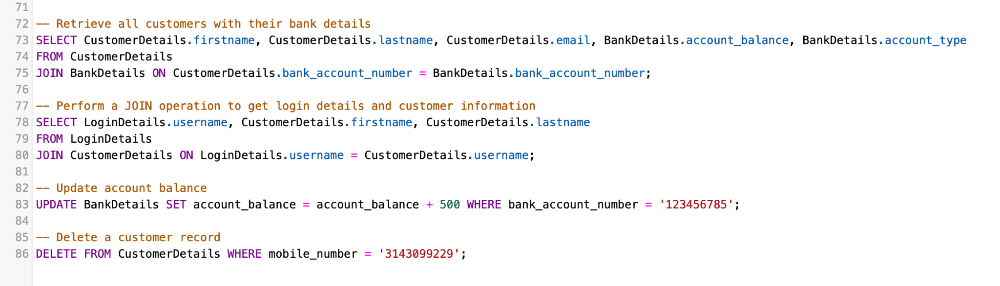 71
72 -- Retrieve all customers with their bank details
73 SELECT CustomerDetails.firstname, CustomerDetails.lastname, CustomerDetails.email, BankDetails.account_balance, BankDetails.account_type
74 FROM CustomerDetails
75 JOIN BankDetails ON CustomerDetails.bank_account_number = BankDetails.bank_account_number;
76
77 -- Perform a JOIN operation to get login details and customer information
78 SELECT LoginDetails.username, CustomerDetails.firstname, CustomerDetails.lastname
79 FROM LoginDetails
80 JOIN CustomerDetails ON LoginDetails.username = CustomerDetails.username;
81
82 -- Update account balance
83 UPDATE BankDetails SET account_balance = account_balance + 500 WHERE bank_account_number = '123456785';
84
85 -- Delete a customer record
86 DELETE FROM CustomerDetails WHERE mobile_number = '3143099229';